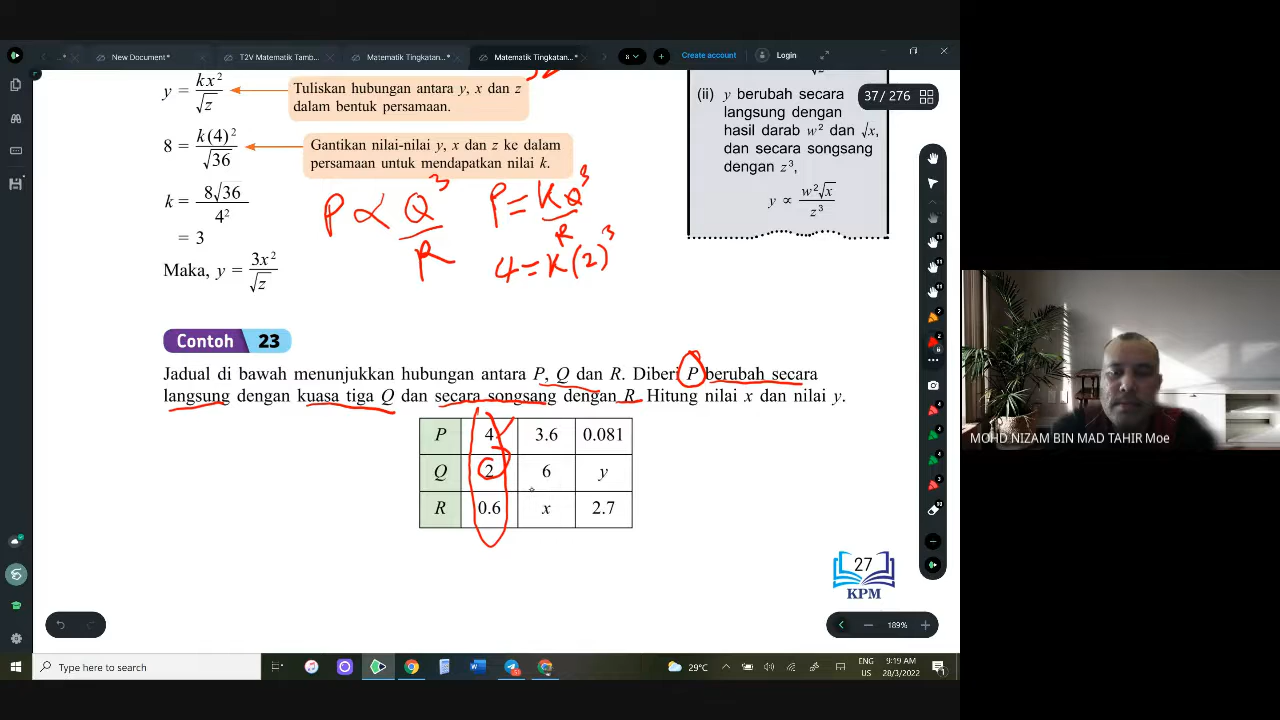 ..*
New Document*
T2V Matematik Tamb...
Matematik Tingkatan...*
Matematik Tingkatan...*
8
Create account
Login
37 / 276
y = kx²/√z
Tuliskan hubungan antara y, x dan z
dalam bentuk persamaan.
8 = k(4)²/√36
Gantikan nilai-nilai y, x dan z ke dalam
persamaan untuk mendapatkan nilai k.
k = 8√36/4²
= 3
Maka, y = 3x²/√z
P ∝ Q³/R
P = KQ³/R
4 = K(2)³
(ii) y berubah secara
langsung dengan
hasil darab w² dan √x,
dan secara songsang
dengan z³,
y ∝ w²√x/z³
Contoh 23
Jadual di bawah menunjukkan hubungan antara P, Q dan R. Diberi P berubah secara
langsung dengan kuasa tiga Q dan secara songsang dengan R. Hitung nilai x dan nilai y.
P 4 3.6 0.081
Q 2 6 y
R 0.6 x 2.7
27
KPM
189%
MOHD NIZAM BIN MAD TAHIR Moe
Type here to search
29°C
ENG
US
9:19 AM
28/3/2022